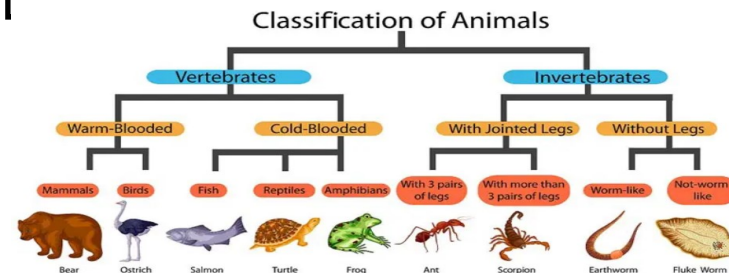 Classification of Animals
Vertebrates
Invertebrates
Warm-Blooded
Cold-Blooded
With Jointed Legs
Without Legs
Mammals
Birds
Fish
Reptiles
Amphibians
With 3 pairs
of legs
With more than
3 pairs of legs
Worm-like
Not-worm
like
Bear
Ostrich
Salmon
Turtle
Frog
Ant
Scorpion
Earthworm
Fluke Worm